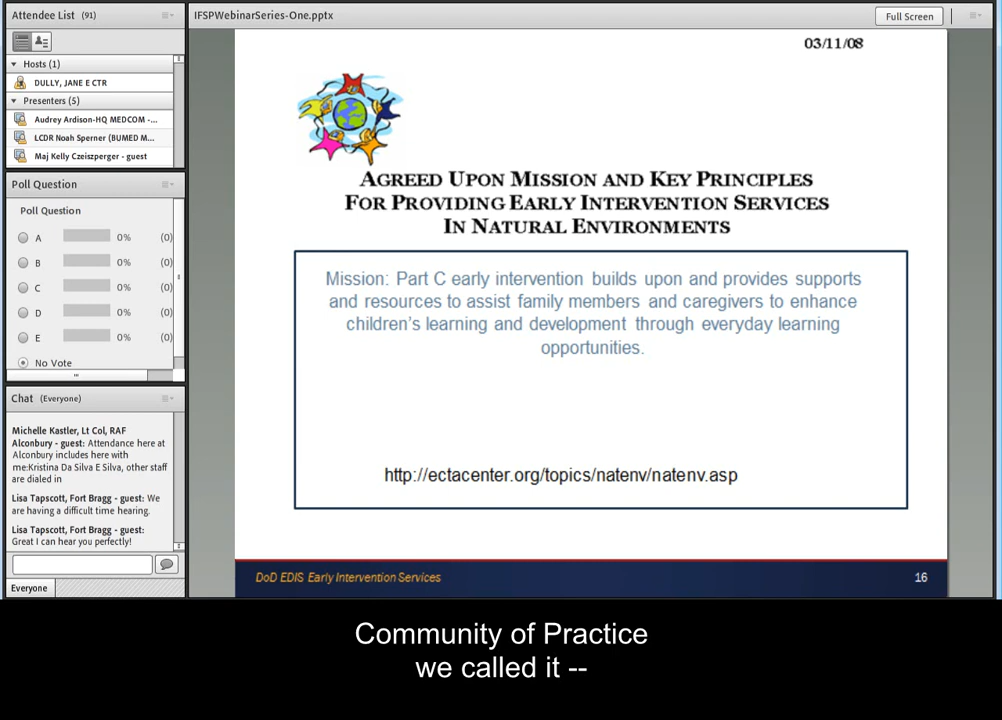 Attendee List (91)
Hosts (1)
DULLY, JANE E CTR
Presenters (5)
Audrey Ardison-HQ MEDCOM -...
LCDR Noah Sperner (BUMED M...
Maj Kelly Czeiszperger - guest
Poll Question
Poll Question
A 0% (0)
B 0% (0)
C 0% (0)
D 0% (0)
E 0% (0)
No Vote
Chat (Everyone)
Michelle Kastler, Lt Col, RAF
Alconbury - guest: Attendance here at
Alconbury includes here with
me:Kristina Da Silva E Silva, other staff
are dialed in
Lisa Tapscott, Fort Bragg - guest: We
are having a difficult time hearing.
Lisa Tapscott, Fort Bragg - guest:
Great I can hear you perfectly!
Everyone
IFSPWebinarSeries-One.pptx
Full Screen
03/11/08
AGREED UPON MISSION AND KEY PRINCIPLES
FOR PROVIDING EARLY INTERVENTION SERVICES
IN NATURAL ENVIRONMENTS
Mission: Part C early intervention builds upon and provides supports
and resources to assist family members and caregivers to enhance
children's learning and development through everyday learning
opportunities.
http://ectacenter.org/topics/natenv/natenv.asp
DoD EDIS Early Intervention Services
16
Community of Practice
we called it --